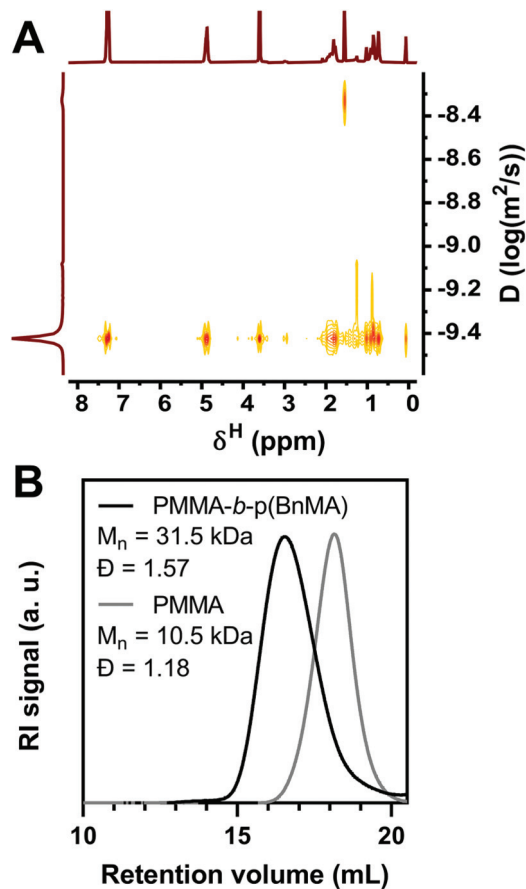 A
-8.4
-8.6
-8.8
-9.0
-9.2
-9.4
D (log(m²/s))
8 7 6 5 4 3 2 1 0
δᴴ (ppm)
B
PMMA-b-p(BnMA)
Mₙ = 31.5 kDa
Đ = 1.57
PMMA
Mₙ = 10.5 kDa
Đ = 1.18
RI signal (a. u.)
10 15 20
Retention volume (mL)